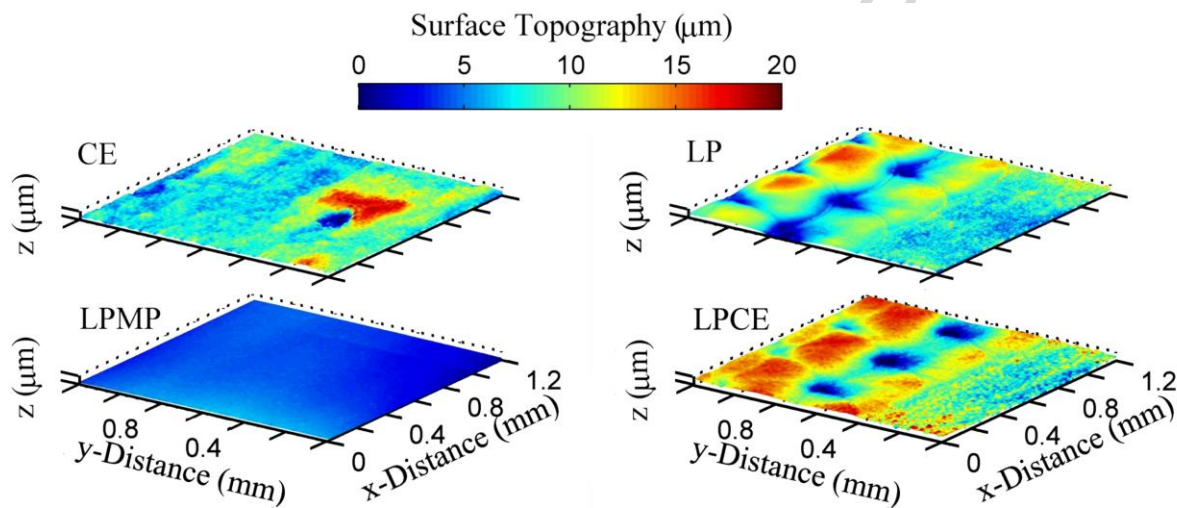 Surface Topography (μm)
0 5 10 15 20
CE
z (μm)
LP
z (μm)
LPMP
z (μm)
0.8
0.4
y-Distance (mm)
0
0.4
0.8
1.2
x-Distance (mm)
LPCE
z (μm)
0.8
0.4
y-Distance (mm)
0
0.4
0.8
1.2
x-Distance (mm)